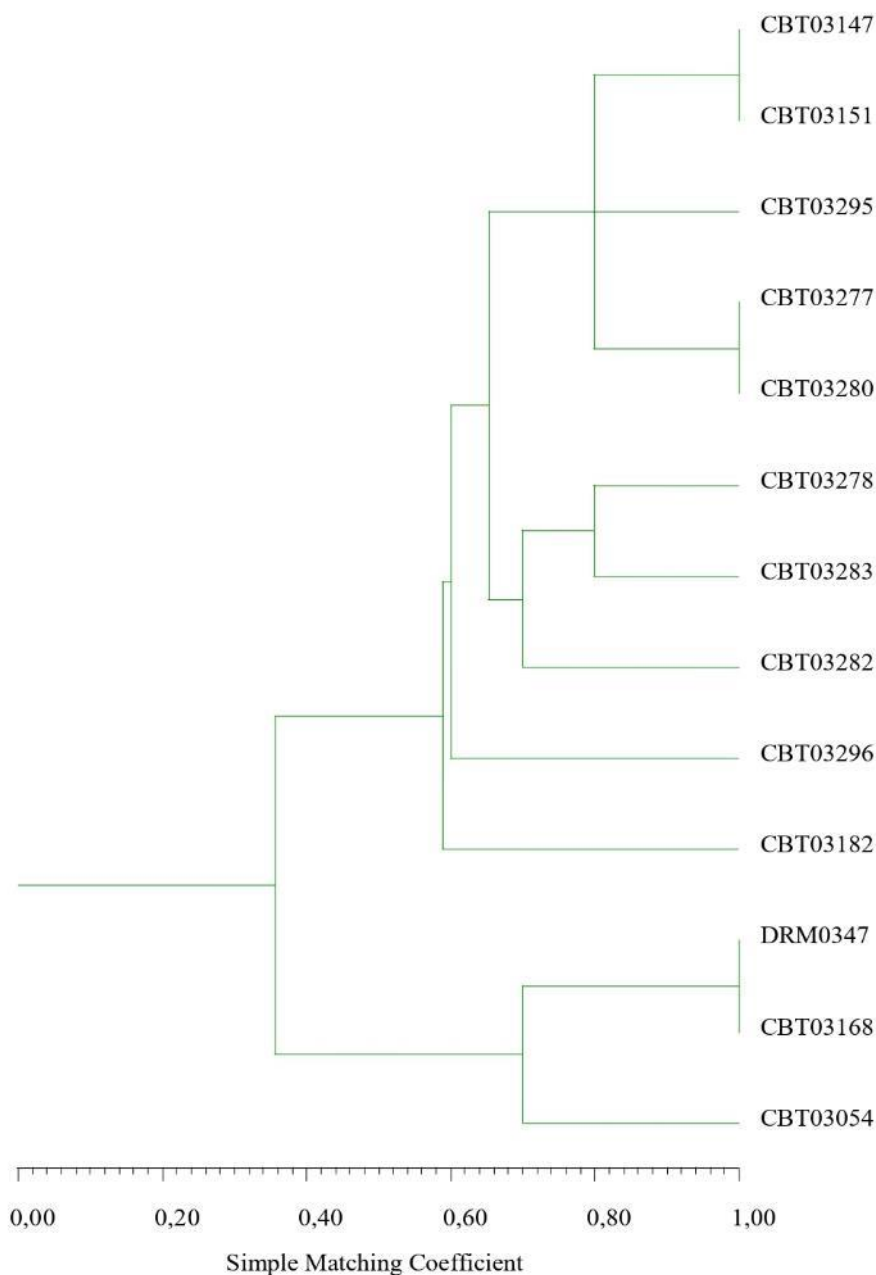 CBT03147
CBT03151
CBT03295
CBT03277
CBT03280
CBT03278
CBT03283
CBT03282
CBT03296
CBT03182
DRM0347
CBT03168
CBT03054
0,00 0,20 0,40 0,60 0,80 1,00
Simple Matching Coefficient